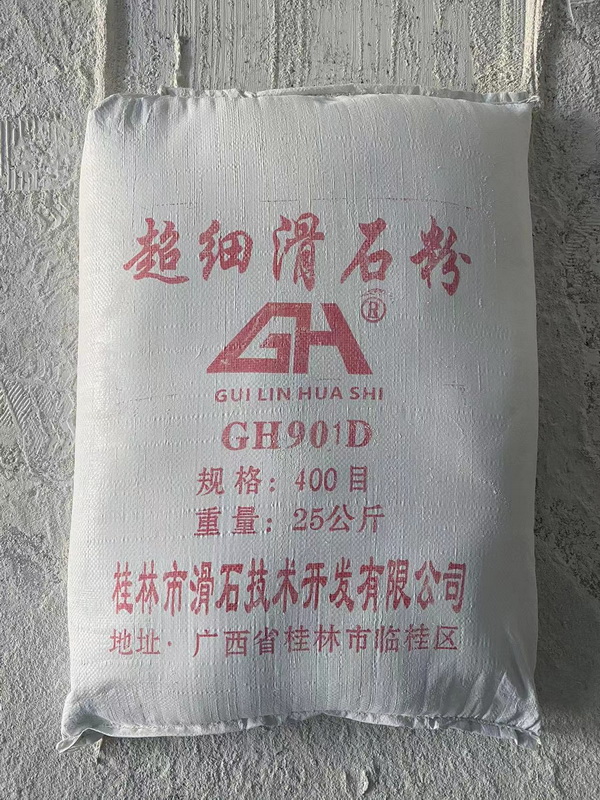 超细滑石粉
GH®
GUI LIN HUA SHI
GH901D
规格：400目
重量：25公斤
桂林市滑石技术开发有限公司
地址·广西省桂林市临桂区